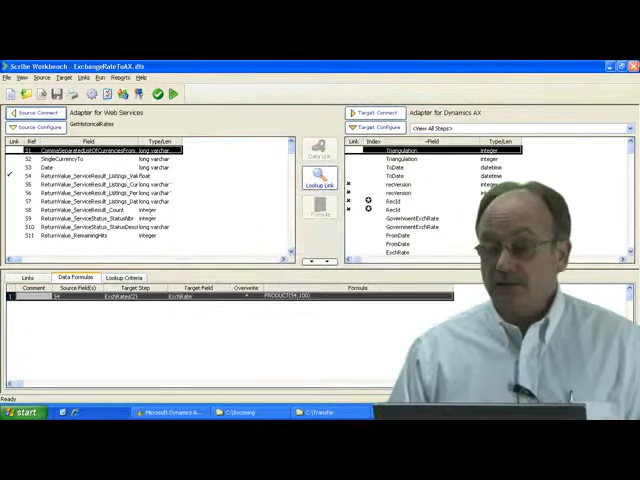 Scribe Workbench - ExchangeRateToAX.dts
File View Source Target Links Run Reports Help
Source Connect Adapter for Web Services
Source Configure GetHistoricalRates
Target Connect Adapter for Dynamics AX
Target Configure <View All Steps>
Link Ref Field Type/Len
S1 CommaSeparatedListOfCurrenciesFrom long varchar
S2 SingleCurrencyTo long varchar
S3 Date long varchar
S4 ReturnValue_ServiceResult_Listings_Val float
S5 ReturnValue_ServiceResult_Listings_Cur long varchar
S6 ReturnValue_ServiceResult_Listings_Per long varchar
S7 ReturnValue_ServiceResult_Listings_Dat long varchar
S8 ReturnValue_ServiceResult_Count integer
S9 ReturnValue_ServiceStatus_StatusNbr integer
S10 ReturnValue_ServiceStatus_StatusDesc long varchar
S11 ReturnValue_RemainingHits integer
Data Link
Lookup Link
Formula
Link Index ~Field Type/Len
Triangulation integer
Triangulation integer
ToDate datetime
ToDate datetime
recVersion integer
recVersion integer
RecId
RecId
GovernmentExchRate
GovernmentExchRate
FromDate
FromDate
ExchRate
Links Data Formulas Lookup Criteria
Comment Source Field(s) Target Step Target Field Overwrite Formula
1 S4 ExchRates(2) ExchRate * PRODUCT(S4,100)
Ready
start Microsoft Dynamics A... C:\Incoming C:\Transfer